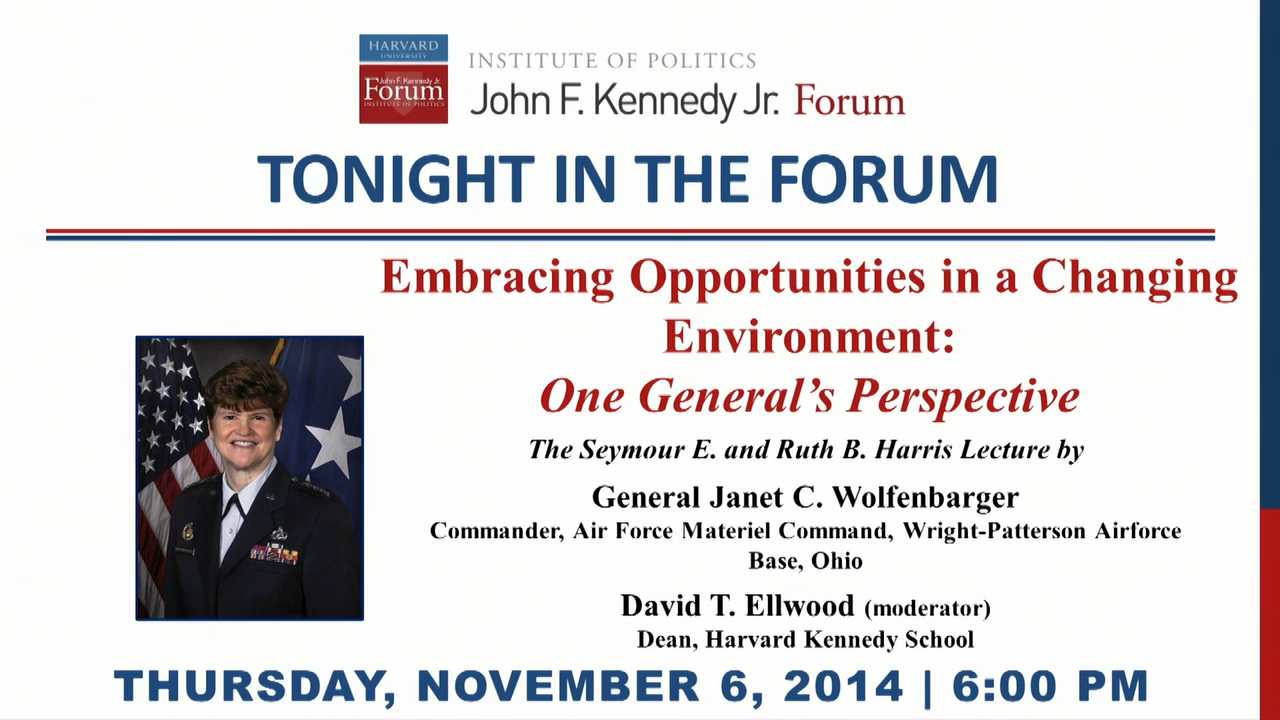 HARVARD
UNIVERSITY
John F. Kennedy Jr.
Forum
INSTITUTE OF POLITICS
INSTITUTE OF POLITICS
John F. Kennedy Jr. Forum
TONIGHT IN THE FORUM
Embracing Opportunities in a Changing
Environment:
One General's Perspective
The Seymour E. and Ruth B. Harris Lecture by
General Janet C. Wolfenbarger
Commander, Air Force Materiel Command, Wright-Patterson Airforce
Base, Ohio
David T. Ellwood (moderator)
Dean, Harvard Kennedy School
THURSDAY, NOVEMBER 6, 2014 | 6:00 PM